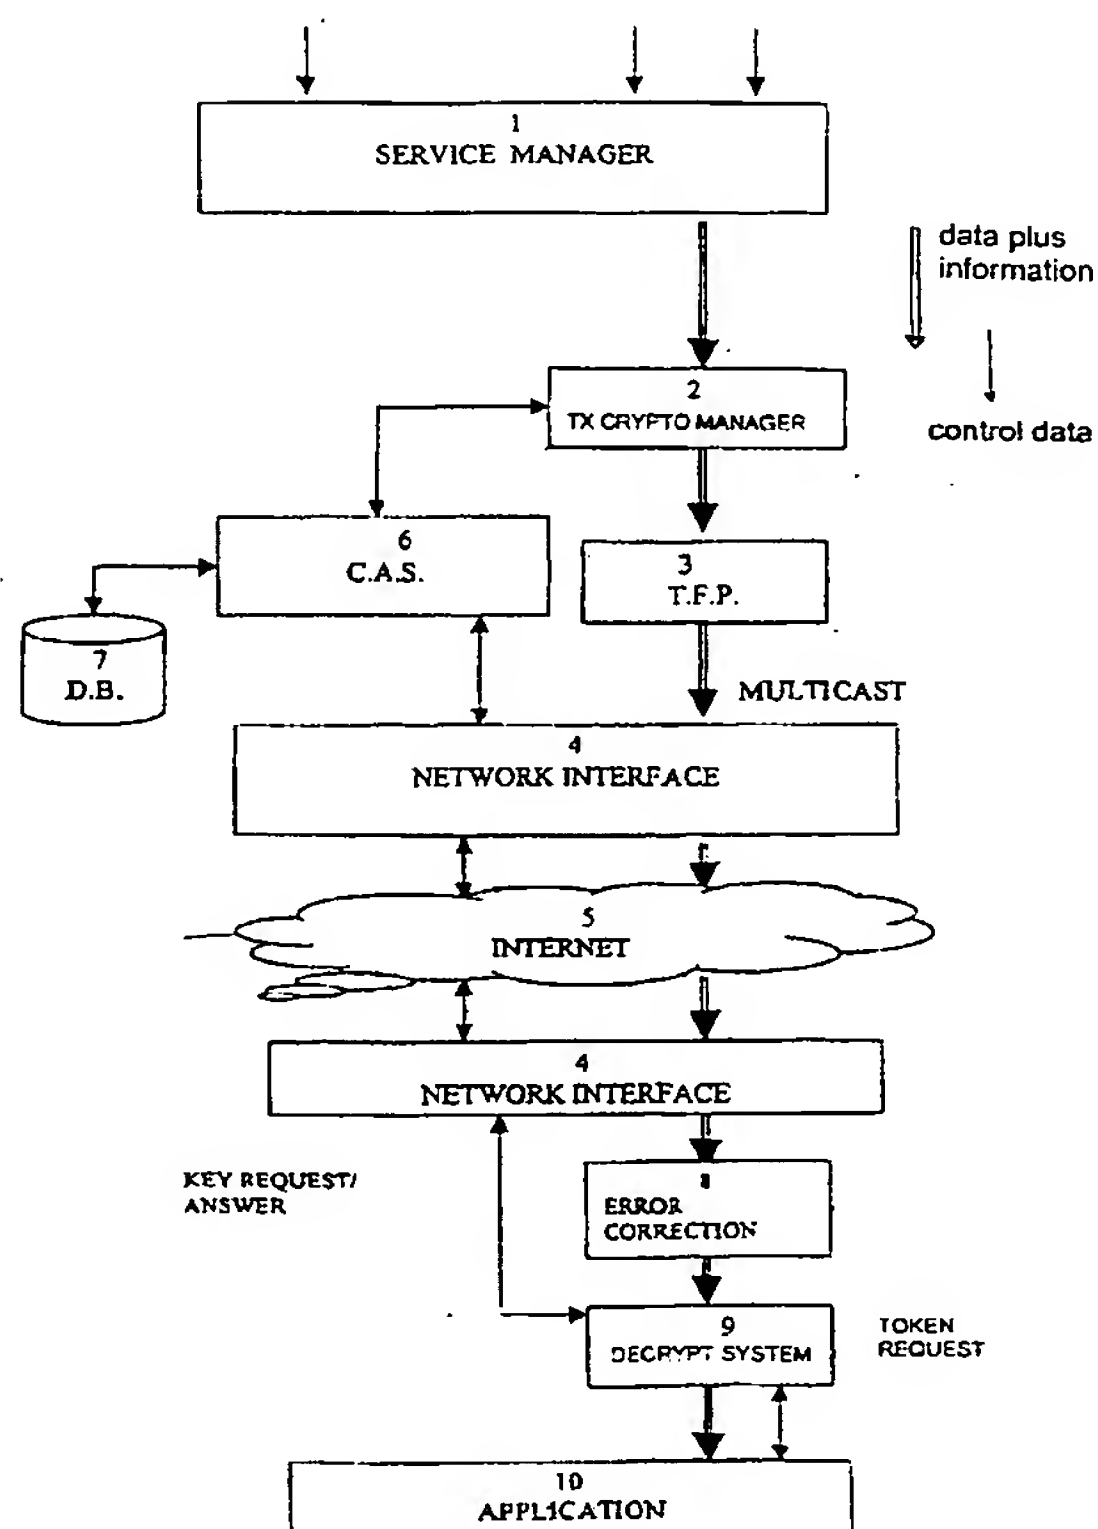 1
SERVICE MANAGER
data plus
information
control data
2
TX CRYPTO MANAGER
6
C.A.S.
3
T.F.P.
7
D.B.
MULTICAST
4
NETWORK INTERFACE
5
INTERNET
4
NETWORK INTERFACE
KEY REQUEST/
ANSWER
ERROR
CORRECTION
9
DECRYPT SYSTEM
TOKEN
REQUEST
10
APPLICATION